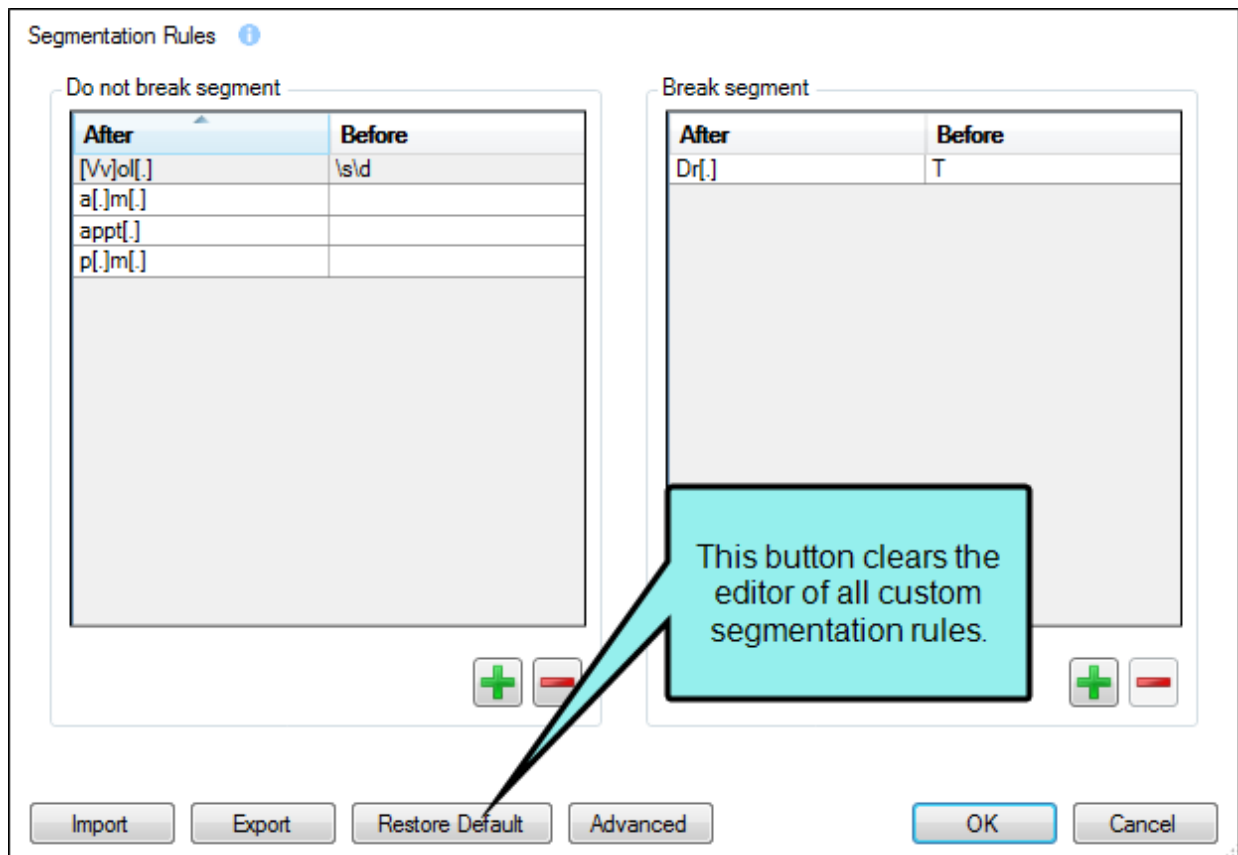 Segmentation Rules
Do not break segment
After Before
[Vv]ol[.] \s\d
a[.]m[.]
appt[.]
p[.]m[.]
Break segment
After Before
Dr[.] T
This button clears the
editor of all custom
segmentation rules.
Import Export Restore Default Advanced OK Cancel